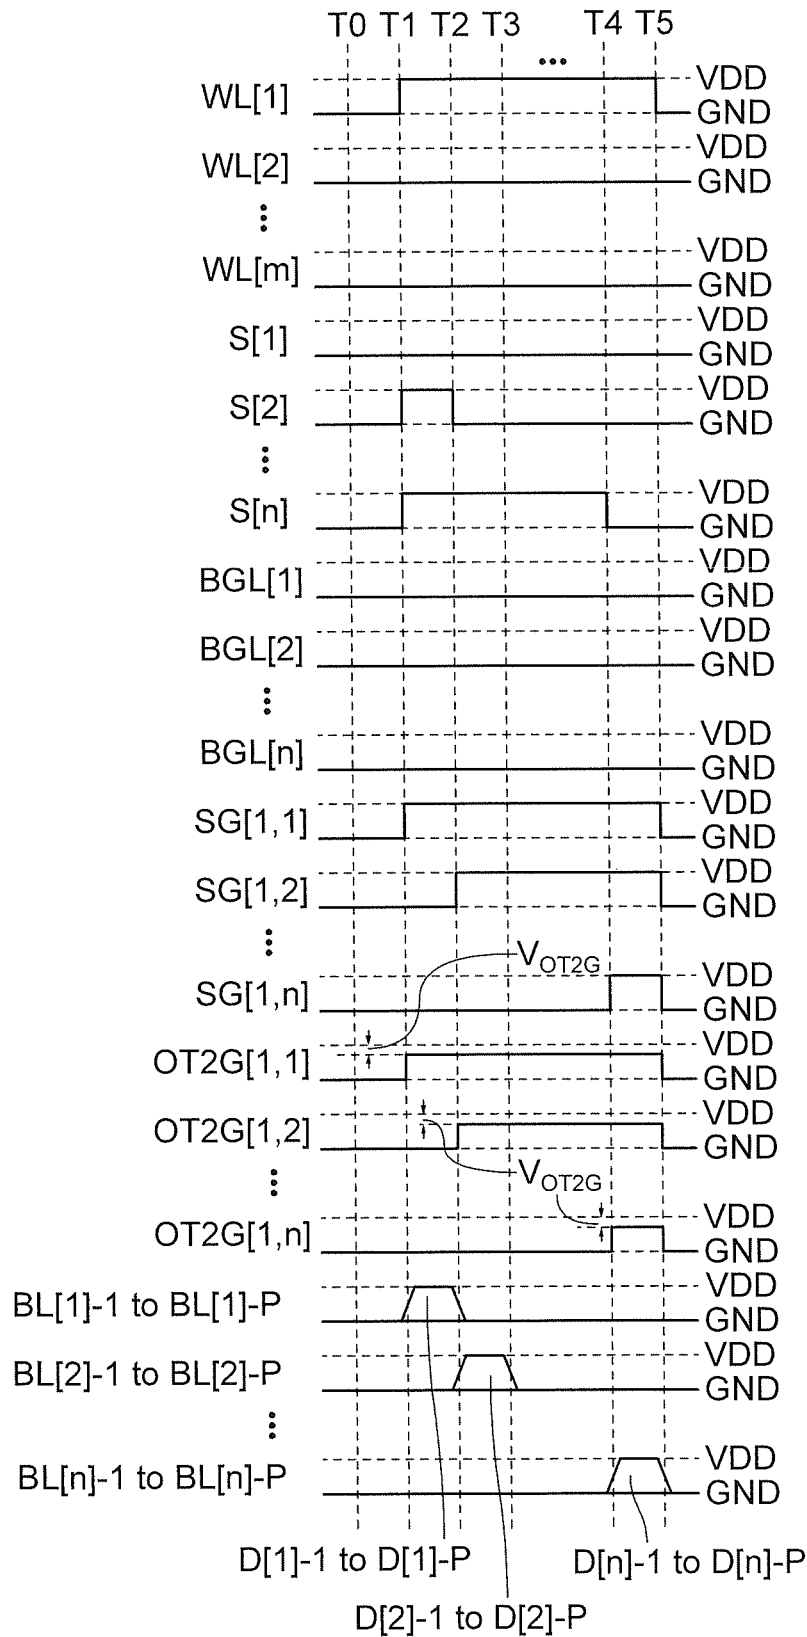 T0 T1 T2 T3 ... T4 T5
WL[1] VDD
GND
WL[2] VDD
GND
⋮
WL[m] VDD
GND
S[1] VDD
GND
S[2] VDD
GND
⋮
S[n] VDD
GND
BGL[1] VDD
GND
BGL[2] VDD
GND
⋮
BGL[n] VDD
GND
SG[1,1] VDD
GND
SG[1,2] VDD
GND
⋮
VOT2G
SG[1,n] VDD
GND
OT2G[1,1] VDD
GND
OT2G[1,2] VDD
GND
⋮
VOT2G
OT2G[1,n] VDD
GND
BL[1]-1 to BL[1]-P VDD
GND
BL[2]-1 to BL[2]-P VDD
GND
⋮
BL[n]-1 to BL[n]-P VDD
GND
D[1]-1 to D[1]-P D[n]-1 to D[n]-P
D[2]-1 to D[2]-P